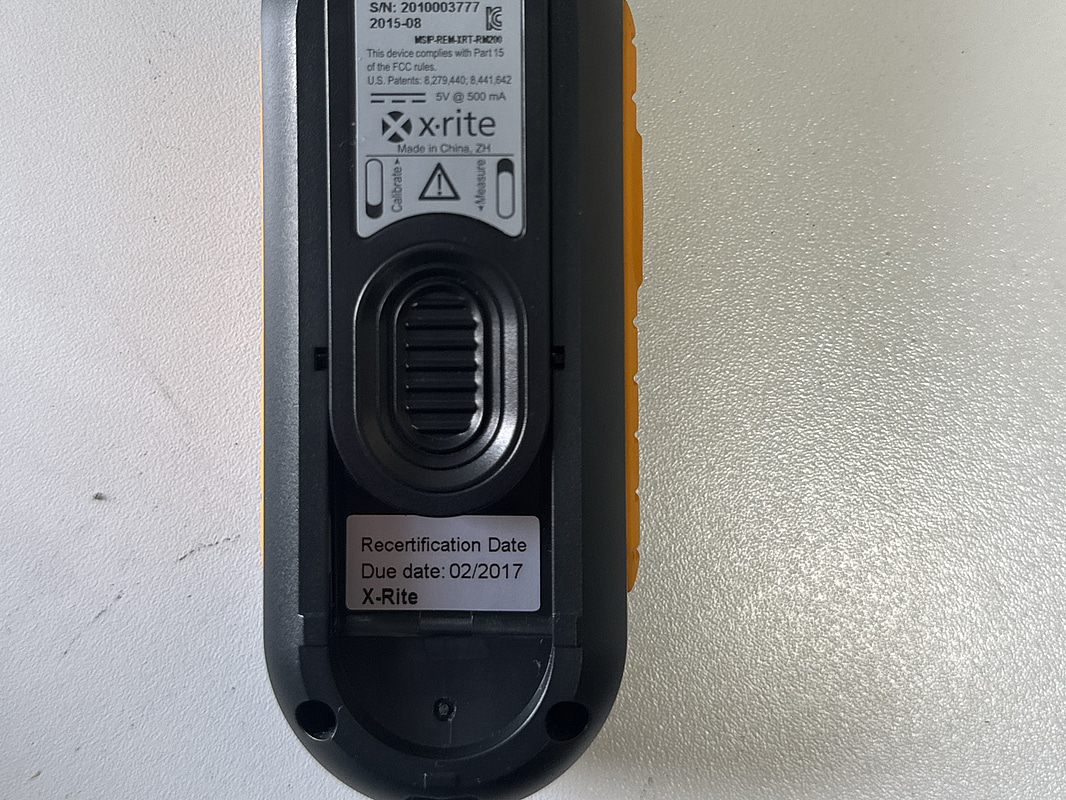 S/N: 2010003777
2015-08
MSIP-REM-XRT-RM200
This device complies with Part 15
of the FCC rules.
U.S. Patents: 8,279,440; 8,441,642
5V @ 500 mA
x·rite
Made in China, ZH
Calibrate
Measure
Recertification Date
Due date: 02/2017
X-Rite